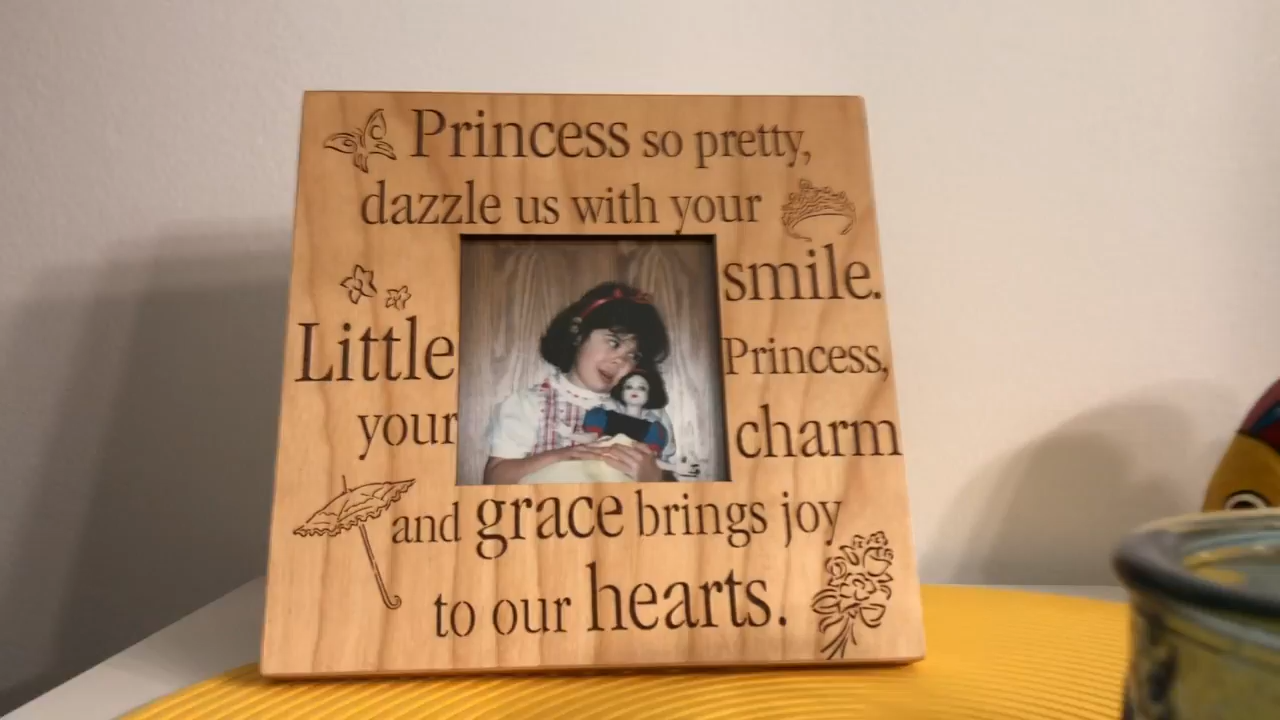 Princess so pretty,
dazzle us with your
smile.
Little Princess,
your charm
and grace brings joy
to our hearts.